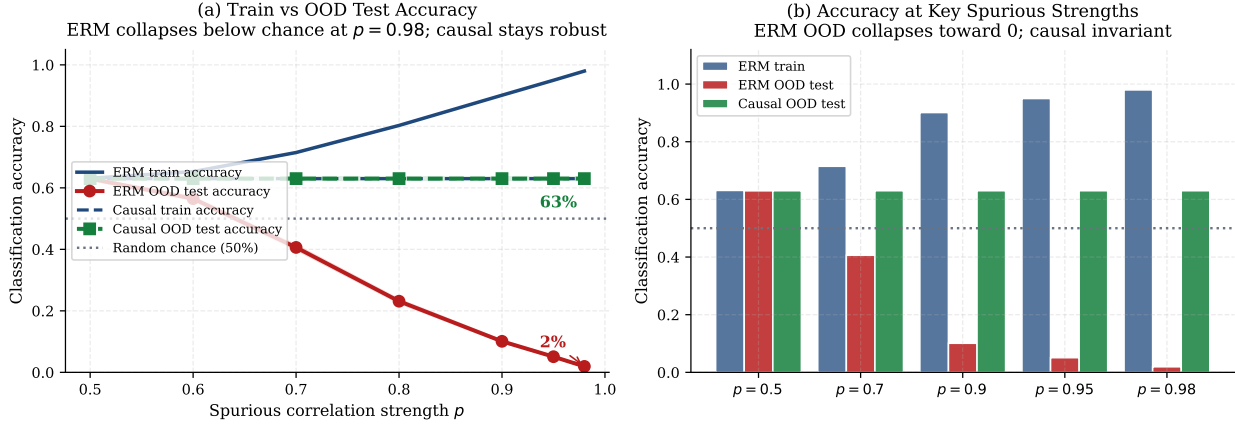 (a) Train vs OOD Test Accuracy
ERM collapses below chance at p = 0.98; causal stays robust
Classification accuracy
1.0
0.8
0.6
0.4
0.2
0.0
ERM train accuracy
ERM OOD test accuracy
Causal train accuracy
Causal OOD test accuracy
Random chance (50%)
63%
2%
0.5 0.6 0.7 0.8 0.9 1.0
Spurious correlation strength p
(b) Accuracy at Key Spurious Strengths
ERM OOD collapses toward 0; causal invariant
Classification accuracy
1.0
0.8
0.6
0.4
0.2
0.0
ERM train
ERM OOD test
Causal OOD test
p = 0.5 p = 0.7 p = 0.9 p = 0.95 p = 0.98